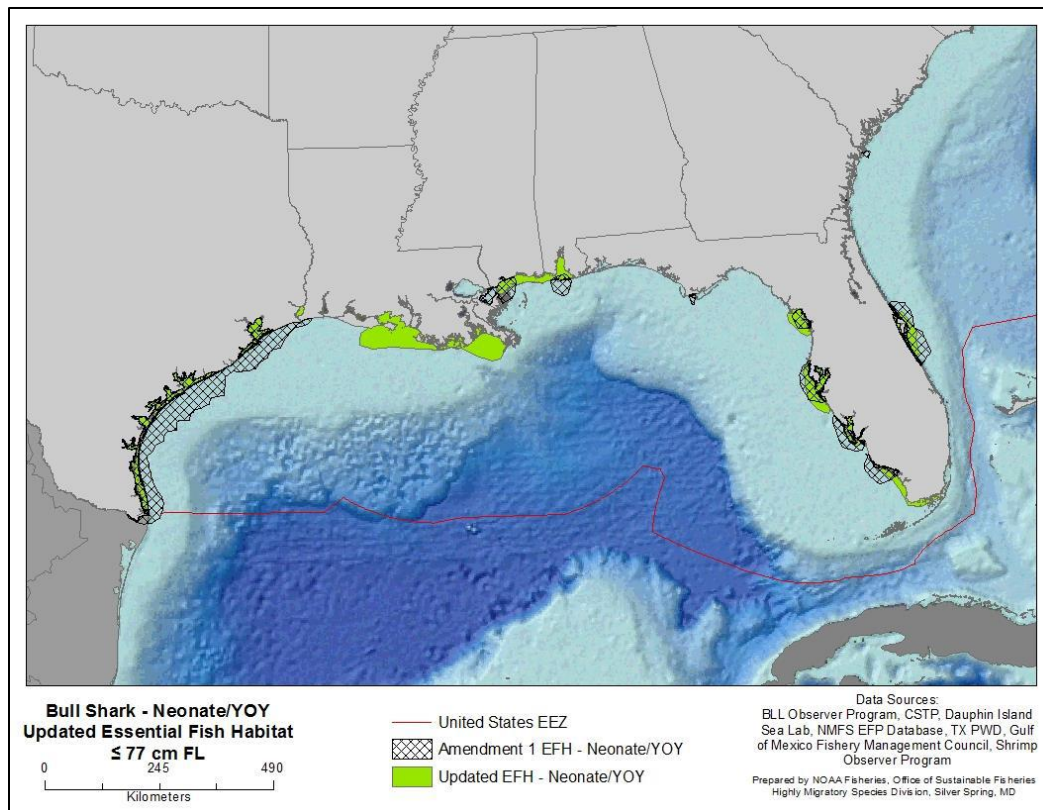 Bull Shark - Neonate/YOY
Updated Essential Fish Habitat
≤ 77 cm FL
0 245 490
Kilometers
United States EEZ
Amendment 1 EFH - Neonate/YOY
Updated EFH - Neonate/YOY
Data Sources:
BLL Observer Program, CSTP, Dauphin Island
Sea Lab, NMFS EFP Database, TX PWD, Gulf
of Mexico Fishery Management Council, Shrimp
Observer Program
Prepared by NOAA Fisheries, Office of Sustainable Fisheries
Highly Migratory Species Division, Silver Spring, MD